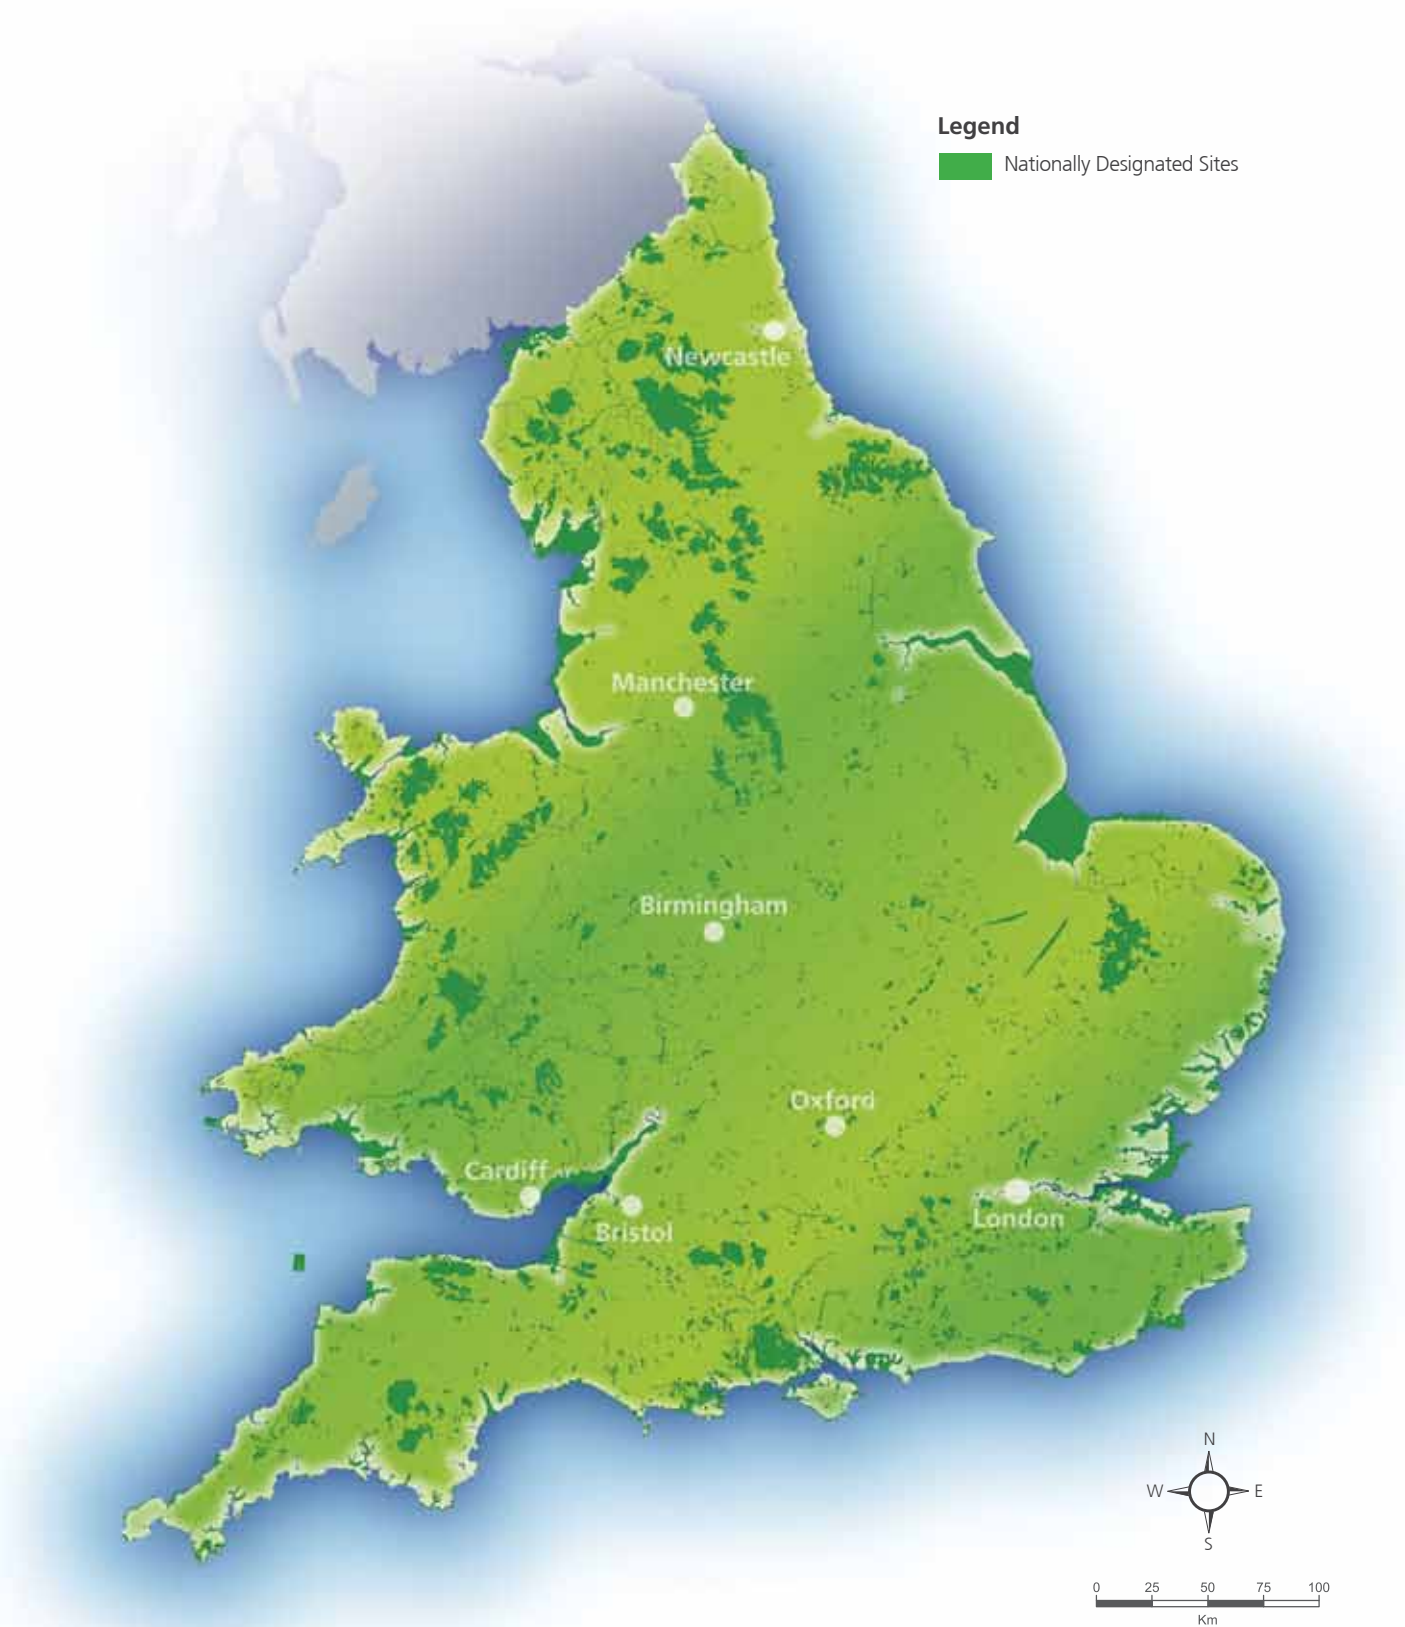 Legend
Nationally Designated Sites
Newcastle
Manchester
Birmingham
Oxford
Cardiff
London
Bristol
N
W
E
S
0 25 50 75 100
Km